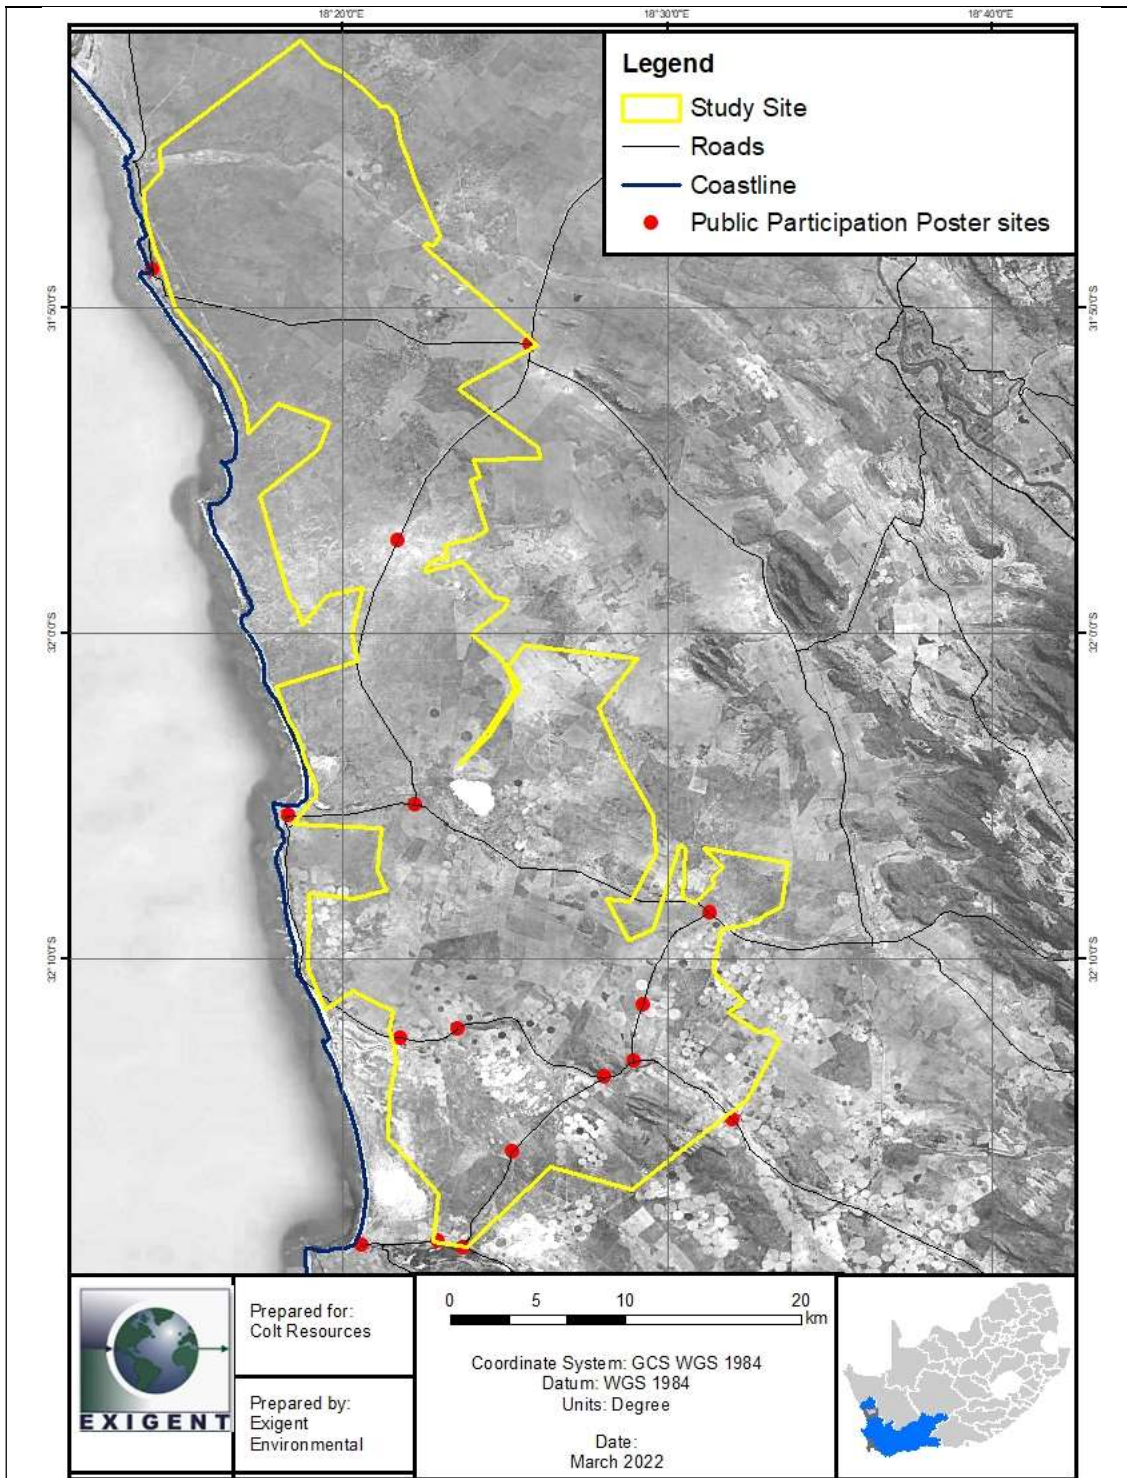 18°20'0"E
18°30'0"E
18°40'0"E
Legend
Study Site
Roads
Coastline
Public Participation Poster sites
31°50'0"S
31°50'0"S
32°0'0"S
32°0'0"S
32°10'0"S
32°10'0"S
EXIGENT
Prepared for:
Colt Resources
Prepared by:
Exigent
Environmental
0 5 10 20
km
Coordinate System: GCS WGS 1984
Datum: WGS 1984
Units: Degree
Date:
March 2022